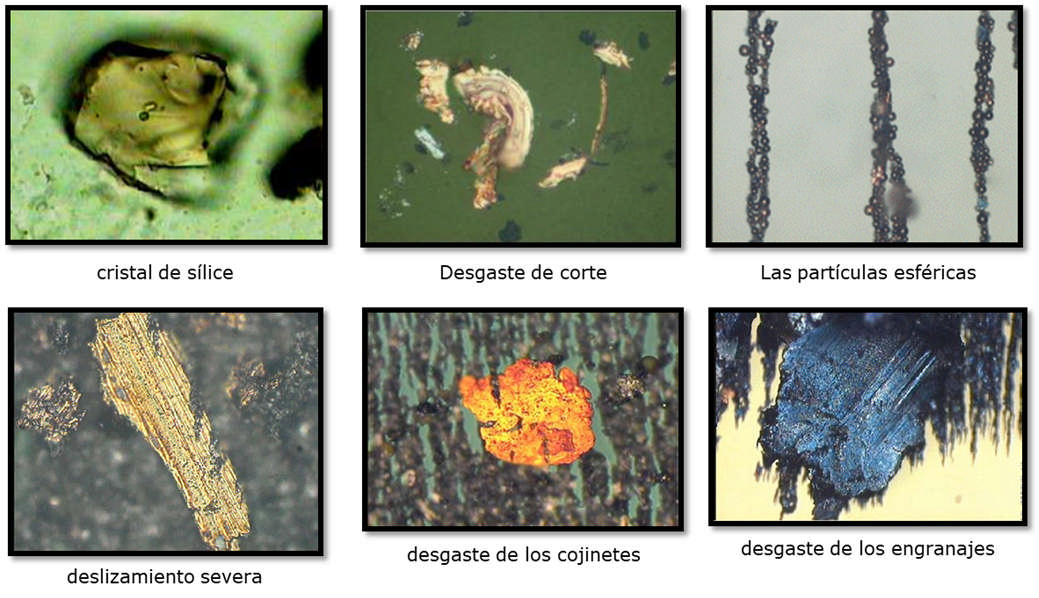 cristal de sílice
Desgaste de corte
Las partículas esféricas
deslizamiento severa
desgaste de los cojinetes
desgaste de los engranajes